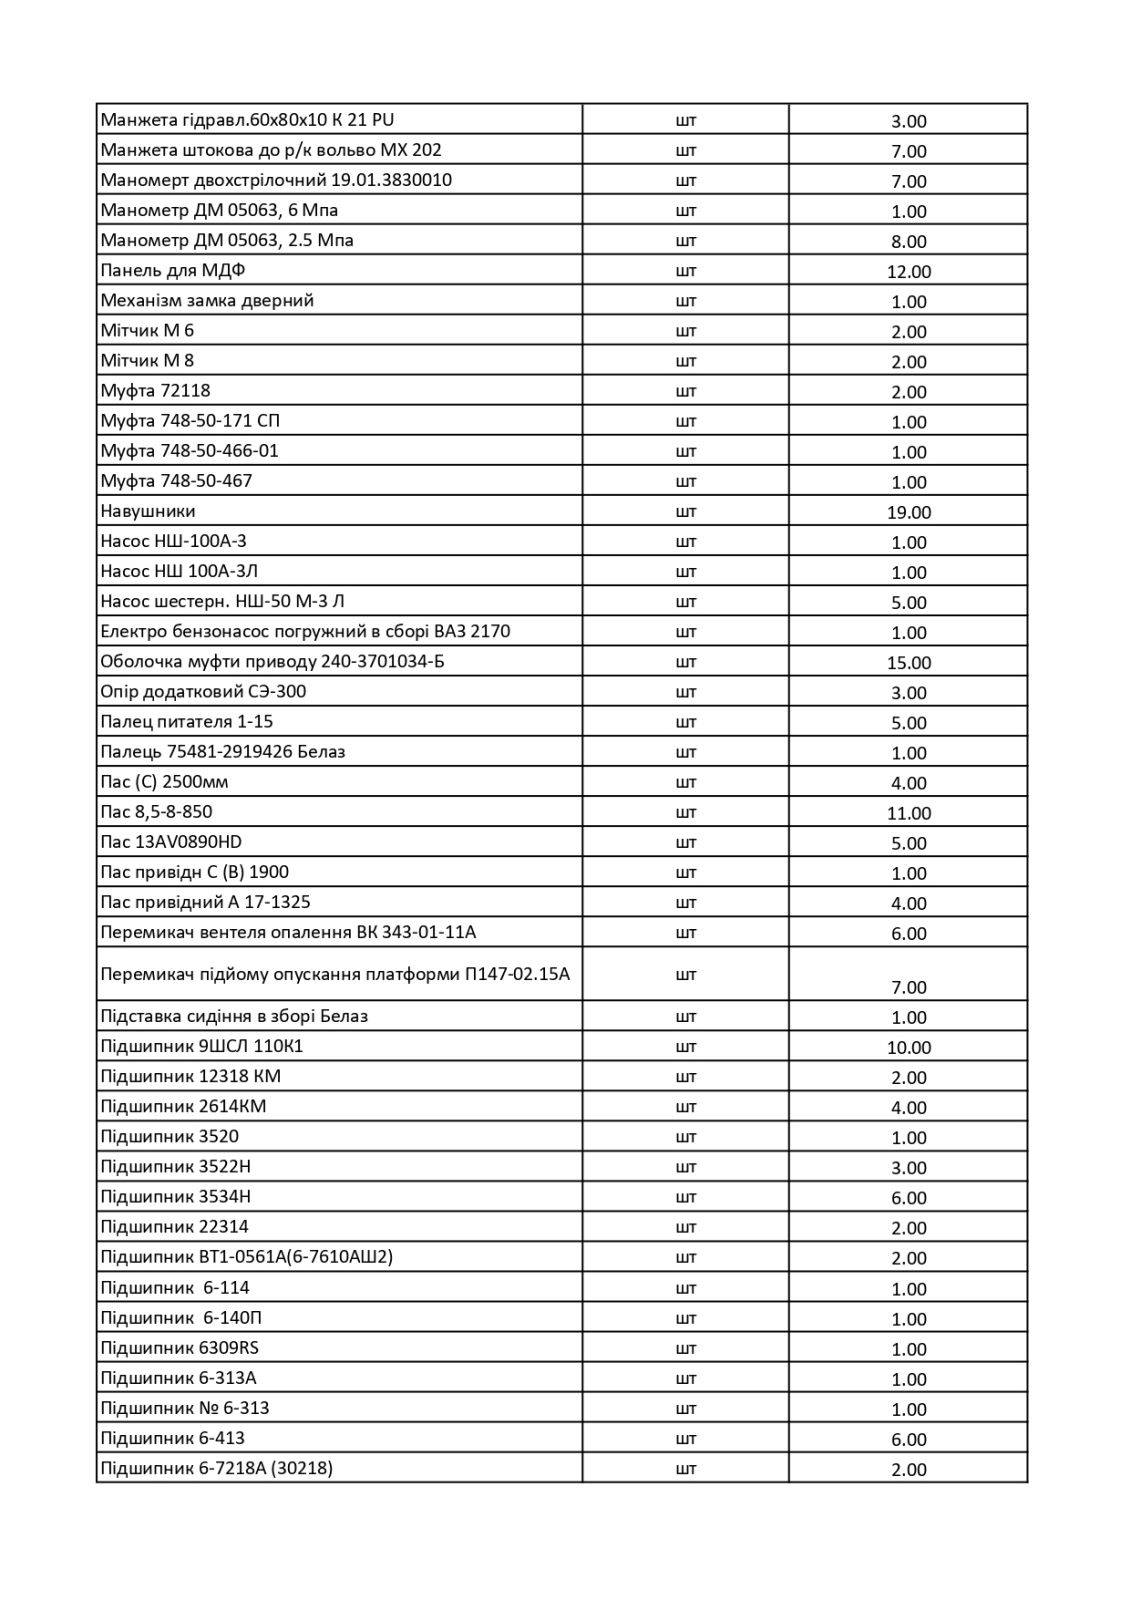 Манжета гідравл.60х80х10 К 21 PU шт 3.00
Манжета штокова до р/к вольво МХ 202 шт 7.00
Маномерт двохстрілочний 19.01.3830010 шт 7.00
Манометр ДМ 05063, 6 Мпа шт 1.00
Манометр ДМ 05063, 2.5 Мпа шт 8.00
Панель для МДФ шт 12.00
Механізм замка дверний шт 1.00
Мітчик М 6 шт 2.00
Мітчик М 8 шт 2.00
Муфта 72118 шт 2.00
Муфта 748-50-171 СП шт 1.00
Муфта 748-50-466-01 шт 1.00
Муфта 748-50-467 шт 1.00
Навушники шт 19.00
Насос НШ-100А-3 шт 1.00
Насос НШ 100А-3Л шт 1.00
Насос шестерн. НШ-50 М-3 Л шт 5.00
Електро бензонасос погружний в сборі ВАЗ 2170 шт 1.00
Оболочка муфти приводу 240-3701034-Б шт 15.00
Опір додатковий СЭ-300 шт 3.00
Палец питателя 1-15 шт 5.00
Палець 75481-2919426 Белаз шт 1.00
Пас (С) 2500мм шт 4.00
Пас 8,5-8-850 шт 11.00
Пас 13AV0890HD шт 5.00
Пас привідн С (В) 1900 шт 1.00
Пас привідний А 17-1325 шт 4.00
Перемикач вентеля опалення ВК 343-01-11А шт 6.00
Перемикач підйому опускання платформи П147-02.15А шт 7.00
Підставка сидіння в зборі Белаз шт 1.00
Підшипник 9ШСЛ 110К1 шт 10.00
Підшипник 12318 КМ шт 2.00
Підшипник 2614КМ шт 4.00
Підшипник 3520 шт 1.00
Підшипник 3522Н шт 3.00
Підшипник 3534Н шт 6.00
Підшипник 22314 шт 2.00
Підшипник ВТ1-0561А(6-7610АШ2) шт 2.00
Підшипник  6-114 шт 1.00
Підшипник  6-140П шт 1.00
Підшипник 6309RS шт 1.00
Підшипник 6-313А шт 1.00
Підшипник № 6-313 шт 1.00
Підшипник 6-413 шт 6.00
Підшипник 6-7218А (30218) шт 2.00